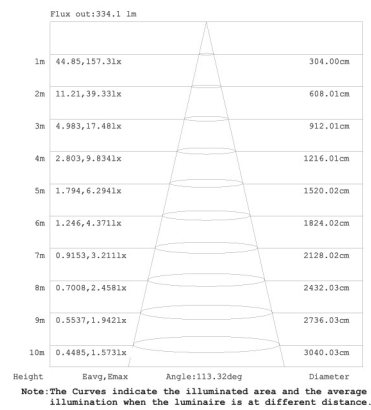 Flux out:334.1 lm
1m 44.85,157.3lx 304.00cm
2m 11.21,39.33lx 608.01cm
3m 4.983,17.48lx 912.01cm
4m 2.803,9.834lx 1216.01cm
5m 1.794,6.294lx 1520.02cm
6m 1.246,4.371lx 1824.02cm
7m 0.9153,3.211lx 2128.02cm
8m 0.7008,2.458lx 2432.03cm
9m 0.5537,1.942lx 2736.03cm
10m 0.4485,1.573lx 3040.03cm
Height Eavg,Emax Angle:113.32deg Diameter
Note:The Curves indicate the illuminated area and the average
illumination when the luminaire is at different distance.